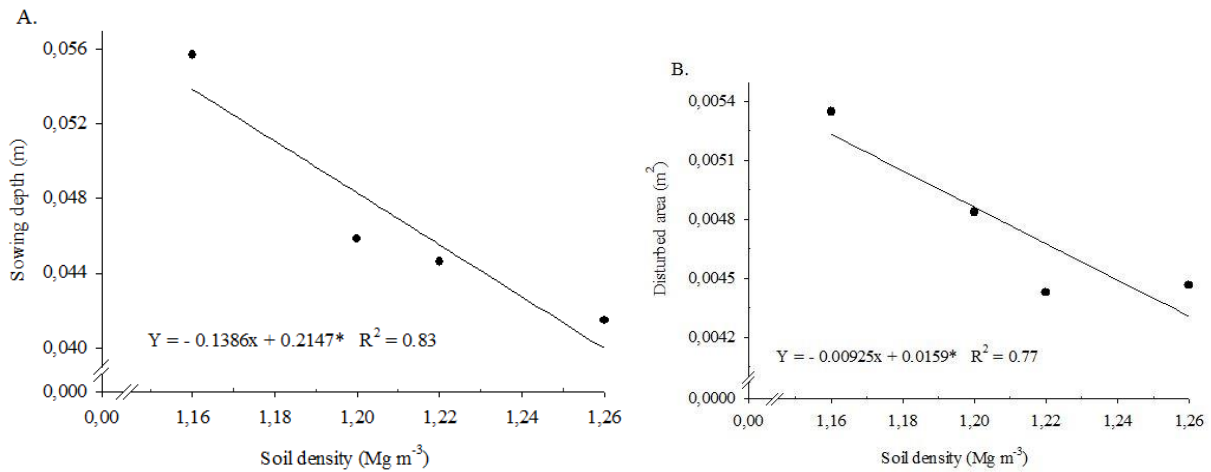 A.
Sowing depth (m)
0,056
0,052
0,048
0,044
0,040
0,000
Y = - 0.1386x + 0.2147* R² = 0.83
0,00 1,16 1,18 1,20 1,22 1,24 1,26
Soil density (Mg m⁻³)
B.
Disturbed area (m²)
0,0054
0,0051
0,0048
0,0045
0,0042
0,0000
Y = - 0.00925x + 0.0159* R² = 0.77
0,00 1,16 1,18 1,20 1,22 1,24 1,26
Soil density (Mg m⁻³)